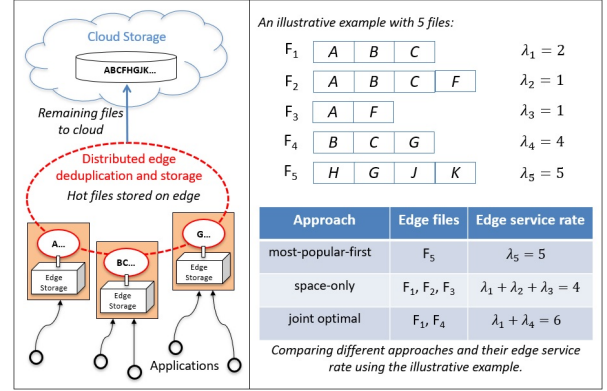 Cloud Storage
ABCFHGJK...
Remaining files
to cloud
Distributed edge
deduplication and storage
Hot files stored on edge
A...
Edge
Storage
BC...
Edge
Storage
G...
Edge
Storage
Applications
An illustrative example with 5 files:
F₁ A B C λ₁ = 2
F₂ A B C F λ₂ = 1
F₃ A F λ₃ = 1
F₄ B C G λ₄ = 4
F₅ H G J K λ₅ = 5
Approach Edge files Edge service rate
most-popular-first F₅ λ₅ = 5
space-only F₁, F₂, F₃ λ₁ + λ₂ + λ₃ = 4
joint optimal F₁, F₄ λ₁ + λ₄ = 6
Comparing different approaches and their edge service
rate using the illustrative example.